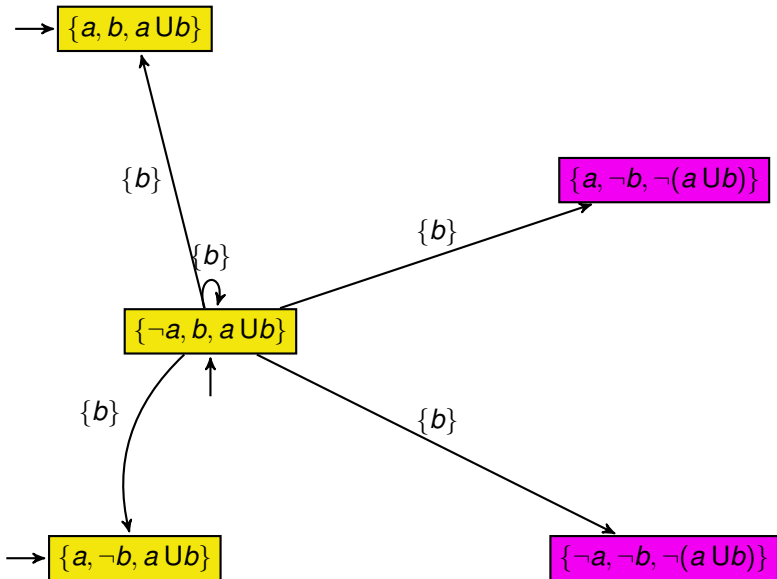 {a, b, a U b}
{b}
{a, ¬b, ¬(a U b)}
{b}
{b}
{¬a, b, a U b}
{b}
{b}
{a, ¬b, a U b}
{¬a, ¬b, ¬(a U b)}